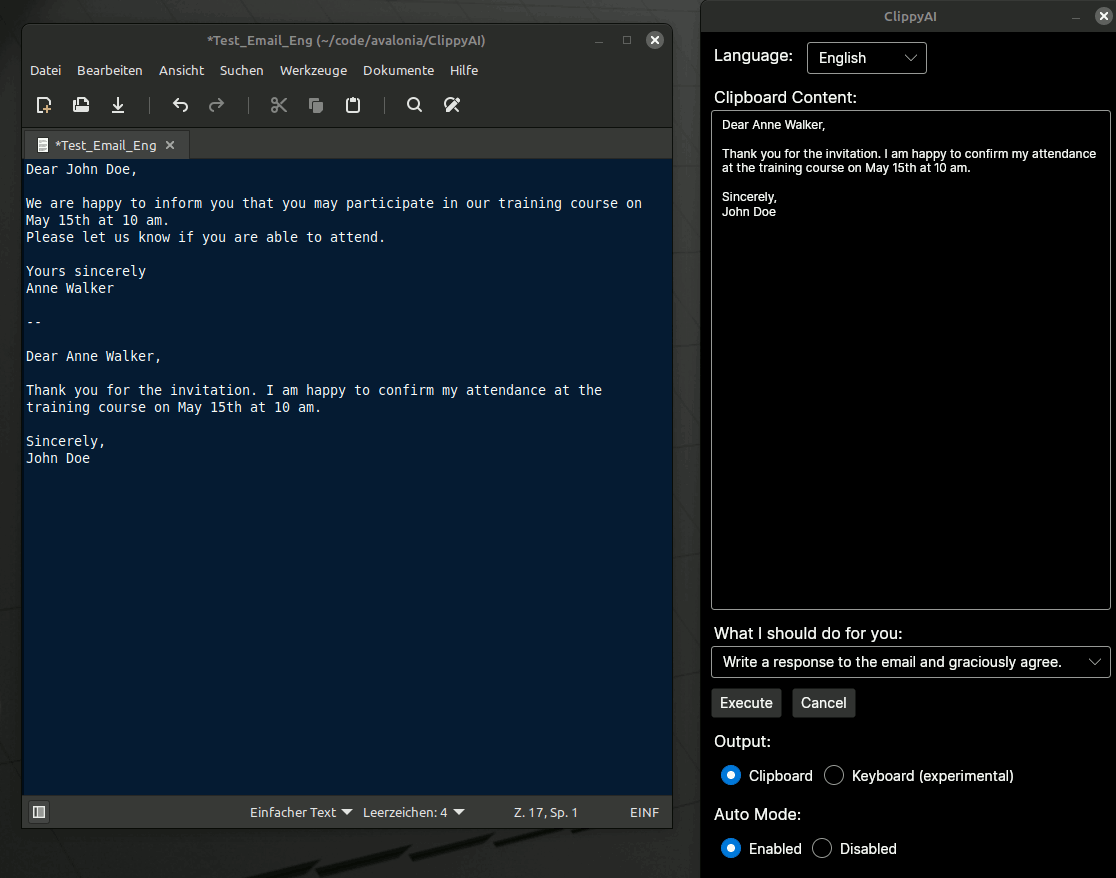 *Test_Email_Eng (~/code/avalonia/ClippyAI)
Datei Bearbeiten Ansicht Suchen Werkzeuge Dokumente Hilfe
*Test_Email_Eng
Dear John Doe,
We are happy to inform you that you may participate in our training course on
May 15th at 10 am.
Please let us know if you are able to attend.
Yours sincerely
Anne Walker
--
Dear Anne Walker,
Thank you for the invitation. I am happy to confirm my attendance at the
training course on May 15th at 10 am.
Sincerely,
John Doe
Einfacher Text Leerzeichen: 4 Z. 17, Sp. 1 EINF
ClippyAI
Language: English
Clipboard Content:
Dear Anne Walker,
Thank you for the invitation. I am happy to confirm my attendance
at the training course on May 15th at 10 am.
Sincerely,
John Doe
What I should do for you:
Write a response to the email and graciously agree.
Execute Cancel
Output:
Clipboard Keyboard (experimental)
Auto Mode:
Enabled Disabled